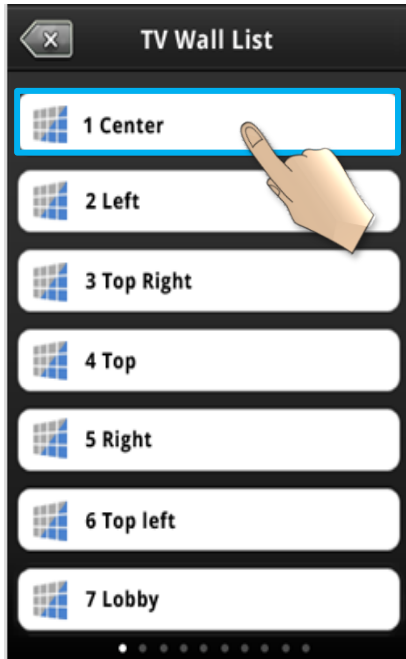 TV Wall List
1 Center
2 Left
3 Top Right
4 Top
5 Right
6 Top left
7 Lobby